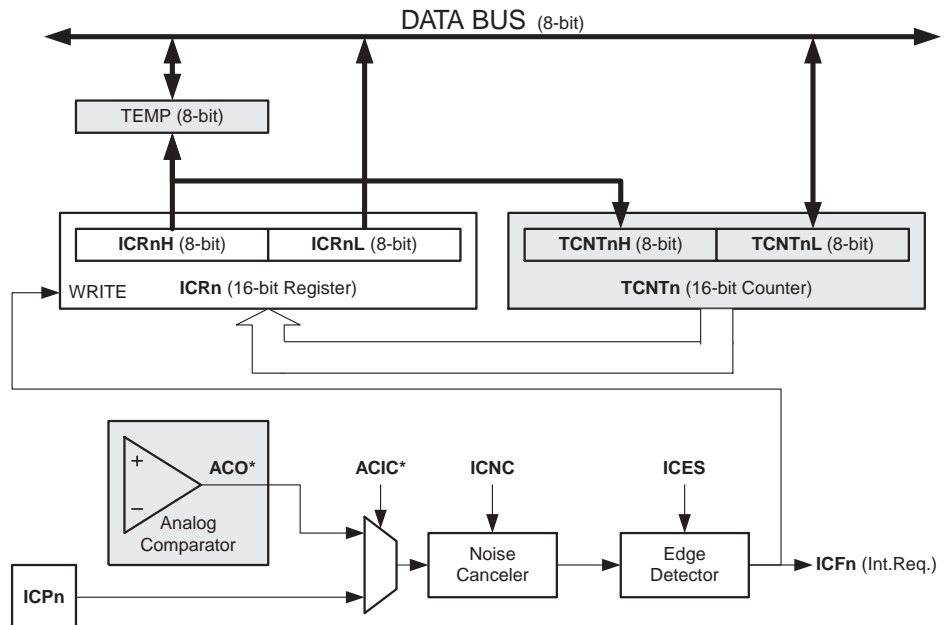 DATA BUS (8-bit)
TEMP (8-bit)
ICRnH (8-bit) ICRnL (8-bit)
WRITE ICRn (16-bit Register)
TCNTnH (8-bit) TCNTnL (8-bit)
TCNTn (16-bit Counter)
+
−
ACO*
Analog
Comparator
ACIC*
ICNC
ICES
Noise
Canceler
Edge
Detector
ICFn (Int.Req.)
ICPn